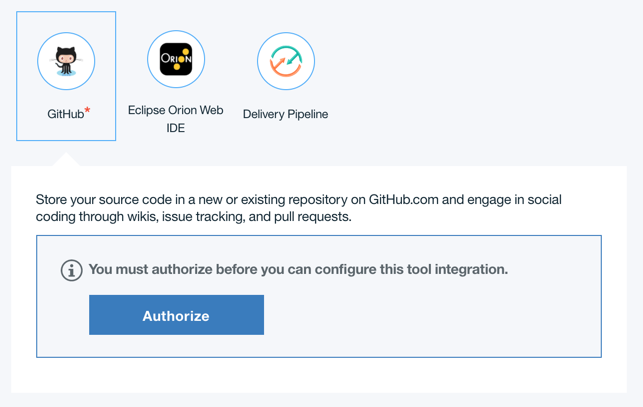 ORION
GitHub*
Eclipse Orion Web
IDE
Delivery Pipeline
Store your source code in a new or existing repository on GitHub.com and engage in social
coding through wikis, issue tracking, and pull requests.
You must authorize before you can configure this tool integration.
Authorize